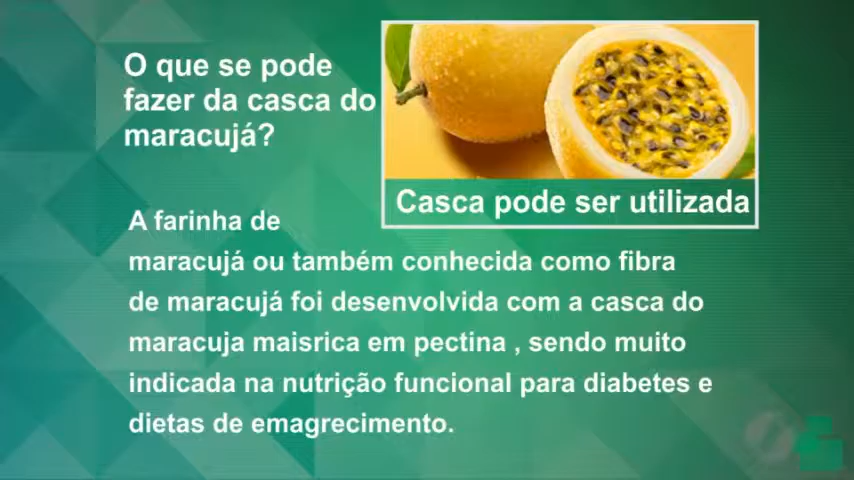 O que se pode
fazer da casca do
maracujá?
Casca pode ser utilizada
A farinha de
maracujá ou também conhecida como fibra
de maracujá foi desenvolvida com a casca do
maracuja maisrica em pectina , sendo muito
indicada na nutrição funcional para diabetes e
dietas de emagrecimento.